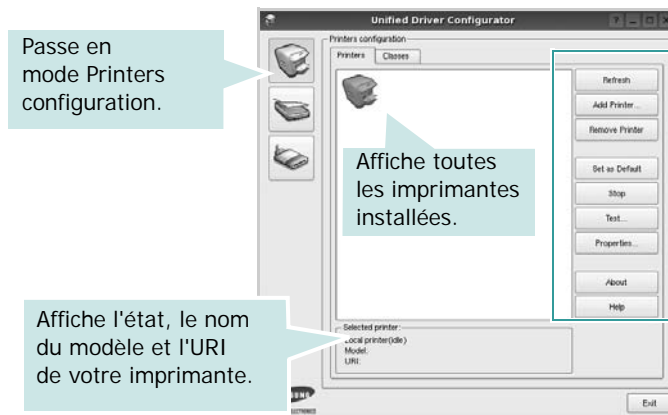 Unified Driver Configurator
Passe en
mode Printers
configuration.
Printers configuration
Printers
Classes
Refresh
Add Printer...
Remove Printer
Set as Default
Stop
Test...
Properties...
About
Help
Affiche toutes
les imprimantes
installées.
Affiche l'état, le nom
du modèle et l'URI
de votre imprimante.
Selected printer:
Local printer(idle)
Model:
URI:
ELECTRONICS
Exit